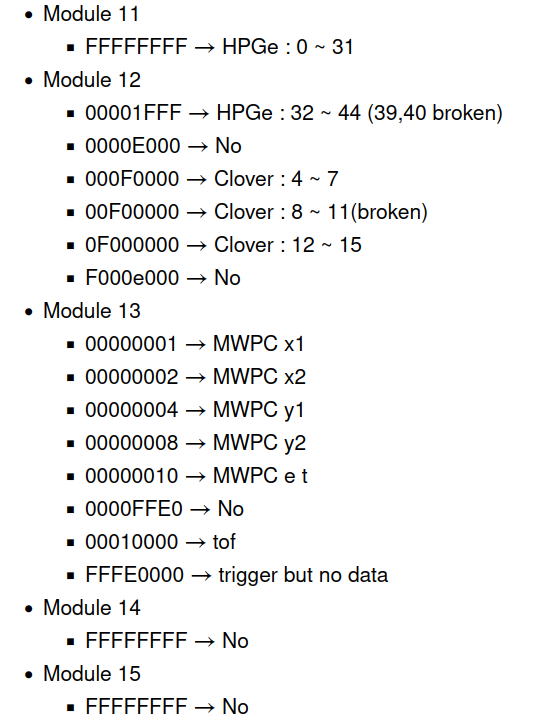 • Module 11
▪ FFFFFFFF → HPGe : 0 ~ 31
• Module 12
▪ 00001FFF → HPGe : 32 ~ 44 (39,40 broken)
▪ 0000E000 → No
▪ 000F0000 → Clover : 4 ~ 7
▪ 00F00000 → Clover : 8 ~ 11(broken)
▪ 0F000000 → Clover : 12 ~ 15
▪ F000e000 → No
• Module 13
▪ 00000001 → MWPC x1
▪ 00000002 → MWPC x2
▪ 00000004 → MWPC y1
▪ 00000008 → MWPC y2
▪ 00000010 → MWPC e t
▪ 0000FFE0 → No
▪ 00010000 → tof
▪ FFFE0000 → trigger but no data
• Module 14
▪ FFFFFFFF → No
• Module 15
▪ FFFFFFFF → No